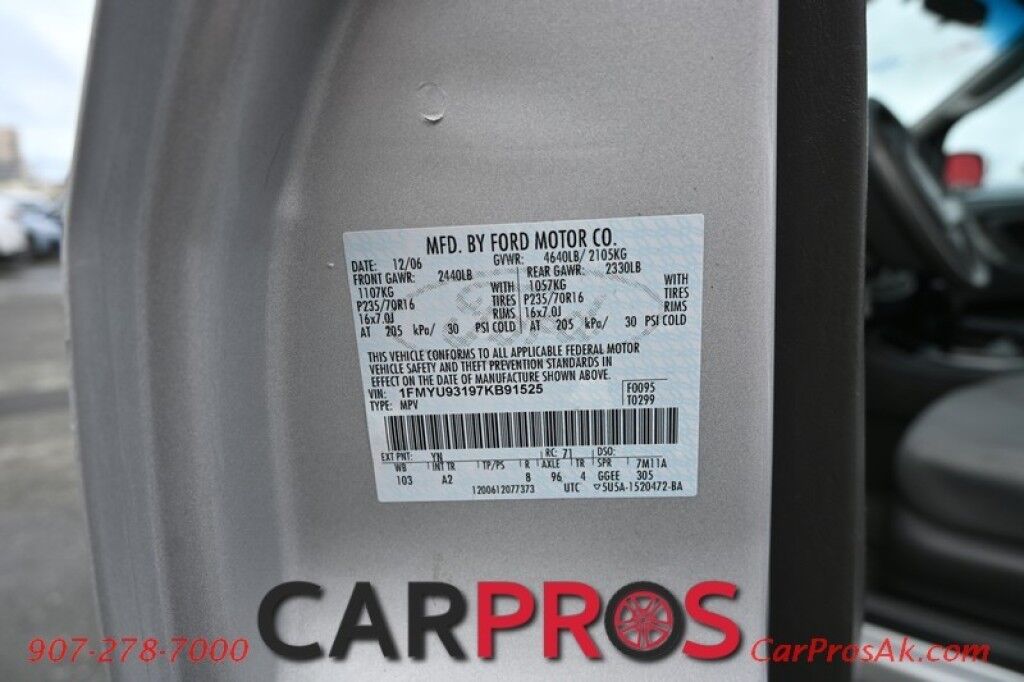 MFD. BY FORD MOTOR CO.
DATE: 12/06 GVWR: 4640LB/ 2105KG
FRONT GAWR: 2440LB REAR GAWR: 2330LB
1107KG WITH 1057KG WITH
P235/70R16 TIRES P235/70R16 TIRES
16x7.0J RIMS 16x7.0J RIMS
AT 205 kPa/ 30 PSI COLD AT 205 kPa/ 30 PSI COLD
THIS VEHICLE CONFORMS TO ALL APPLICABLE FEDERAL MOTOR
VEHICLE SAFETY AND THEFT PREVENTION STANDARDS IN
EFFECT ON THE DATE OF MANUFACTURE SHOWN ABOVE.
VIN: 1FMYU93197KB91525 F0095
TYPE: MPV T0299
EXT PNT: YN RC: 71 DSO:
WB INT TR TP/PS R AXLE TR SPR 7M11A
103 A2 8 96 4 GGEE 305
1200612077373 UTC ▽5U5A-1520472-BA
CARPROS
907-278-7000 CarProsAk.com